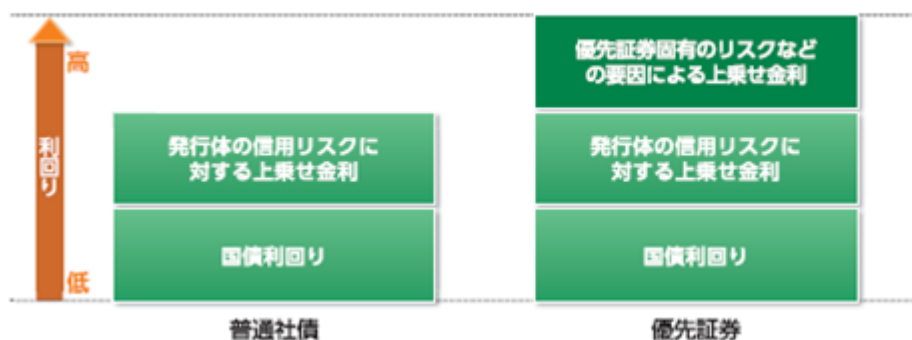 高
利回り
低
発行体の信用リスクに
対する上乗せ金利
国債利回り
普通社債
優先証券固有のリスクなど
の要因による上乗せ金利
発行体の信用リスクに
対する上乗せ金利
国債利回り
優先証券